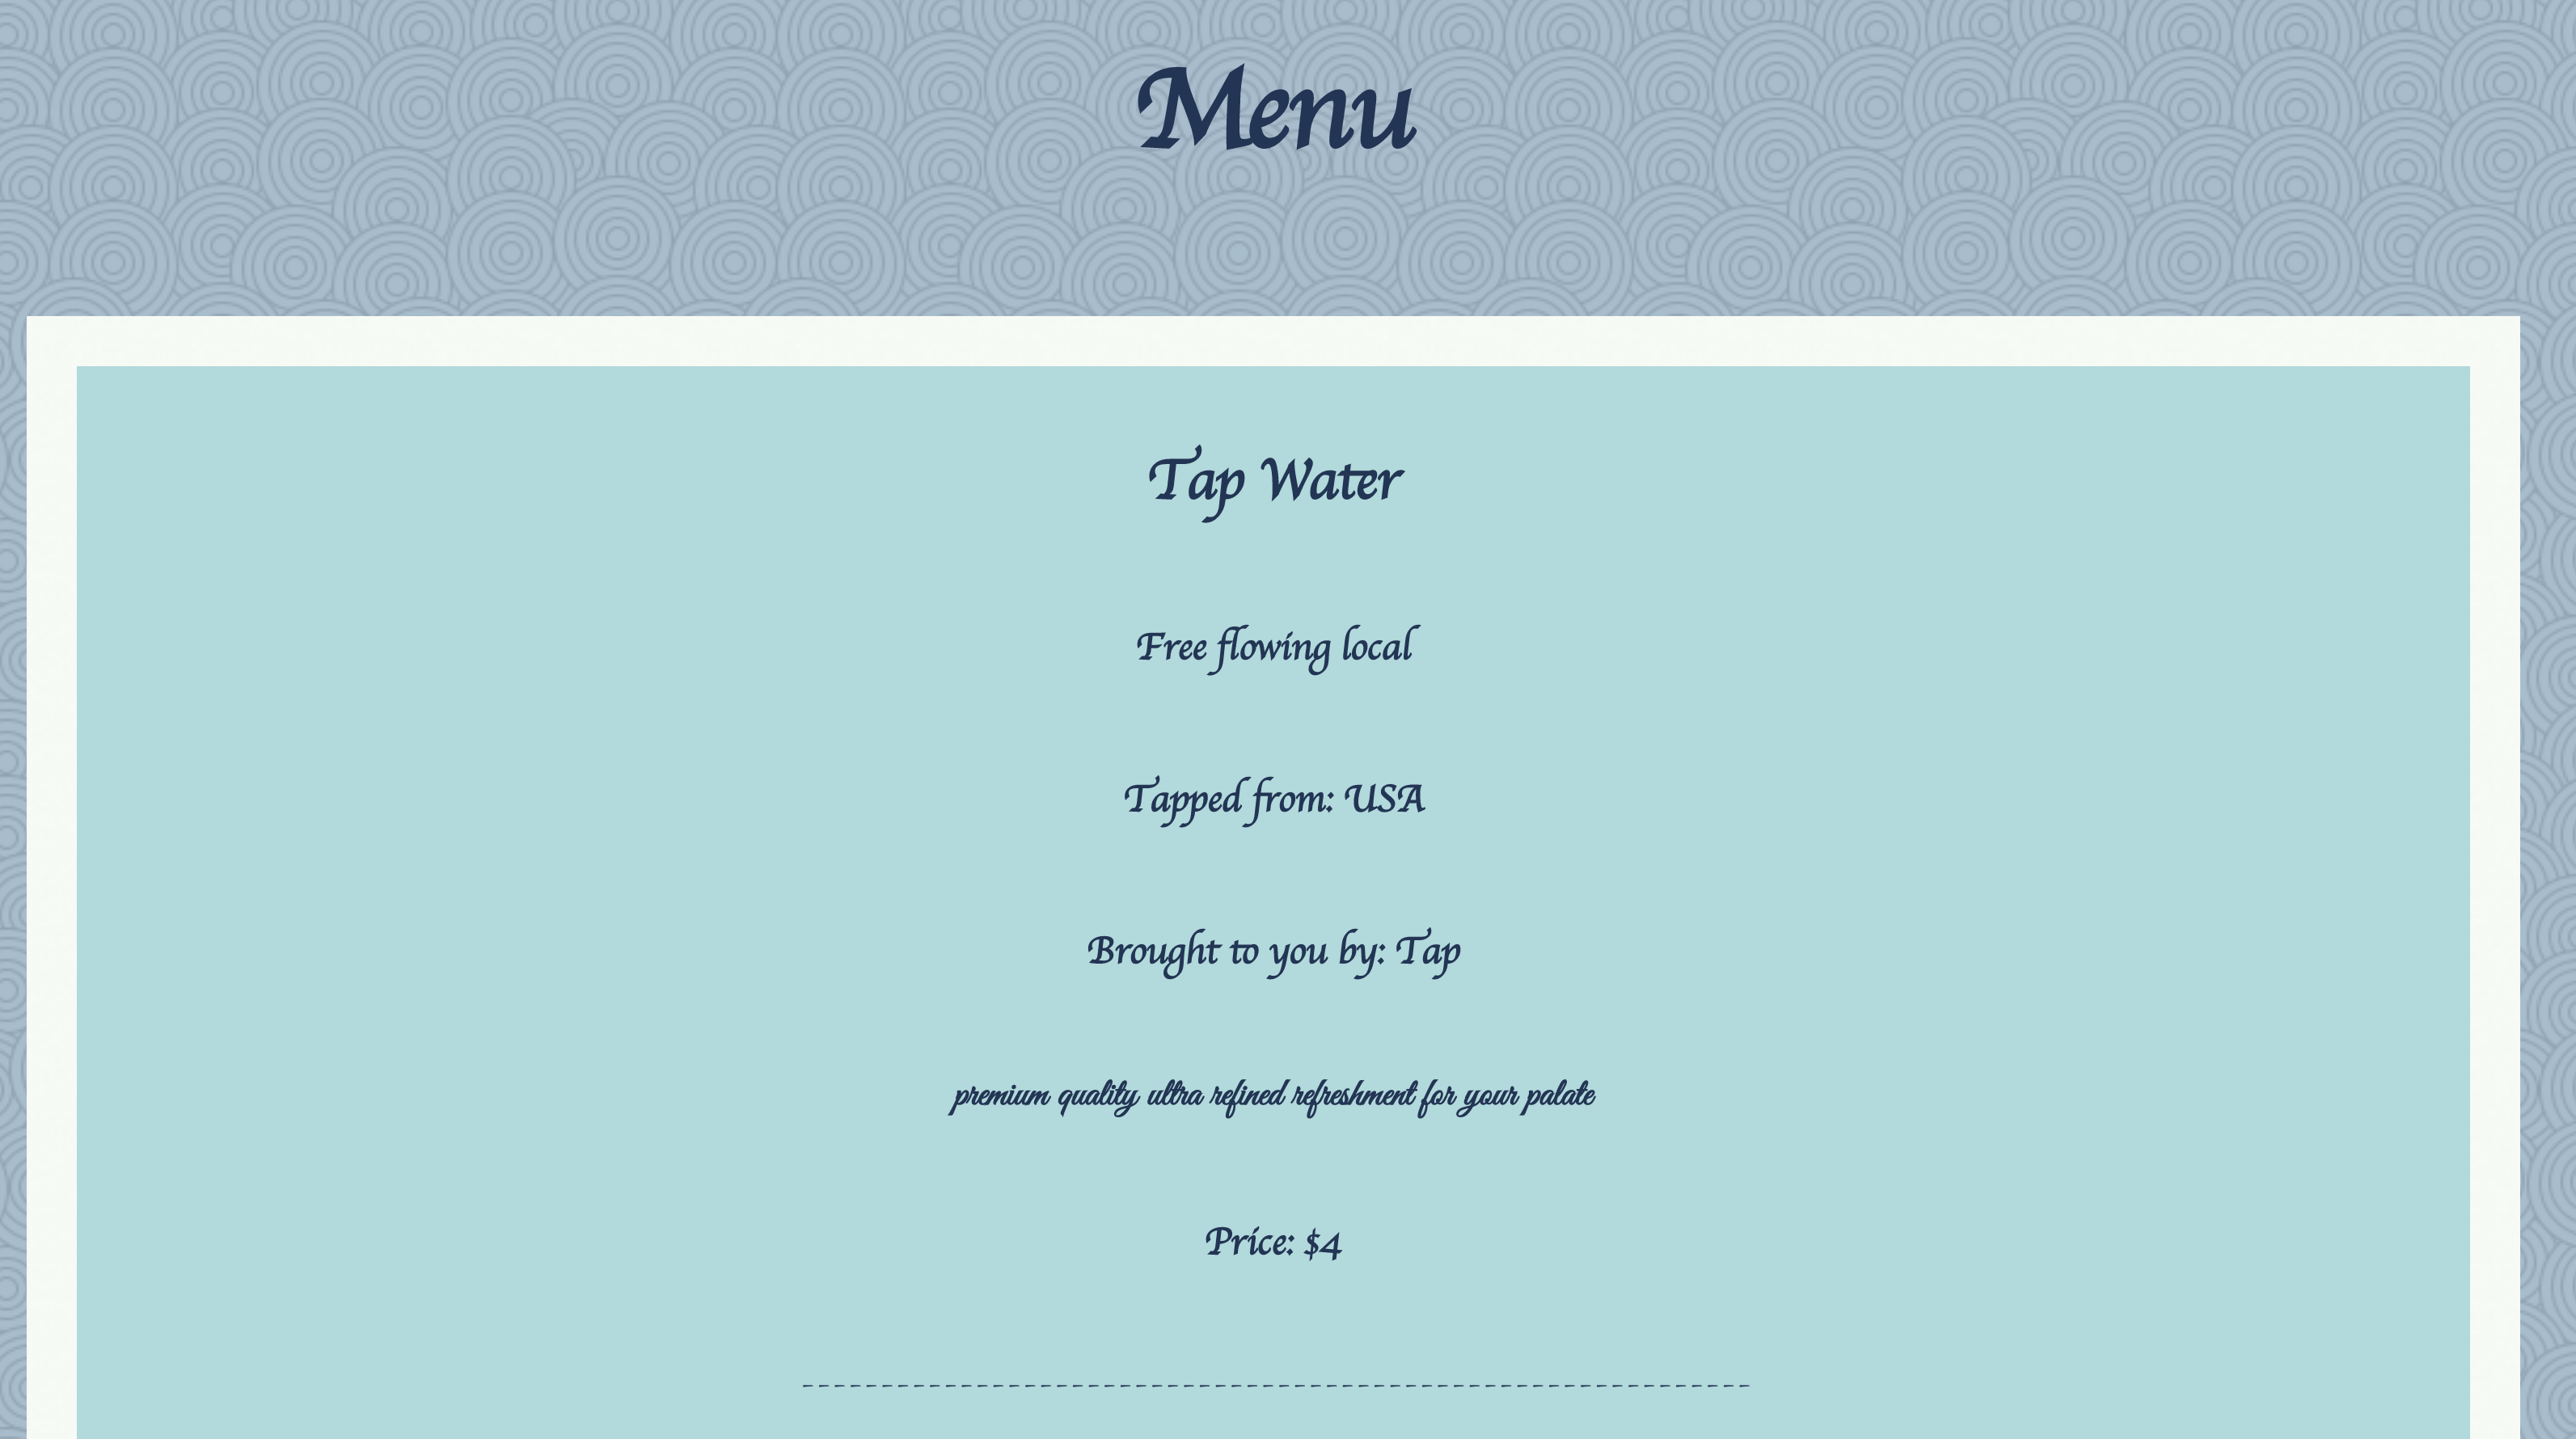 Menu
Tap Water
Free flowing local
Tapped from: USA
Brought to you by: Tap
premium quality ultra refined refreshment for your palate
Price: $4
------------------------------------------------------------